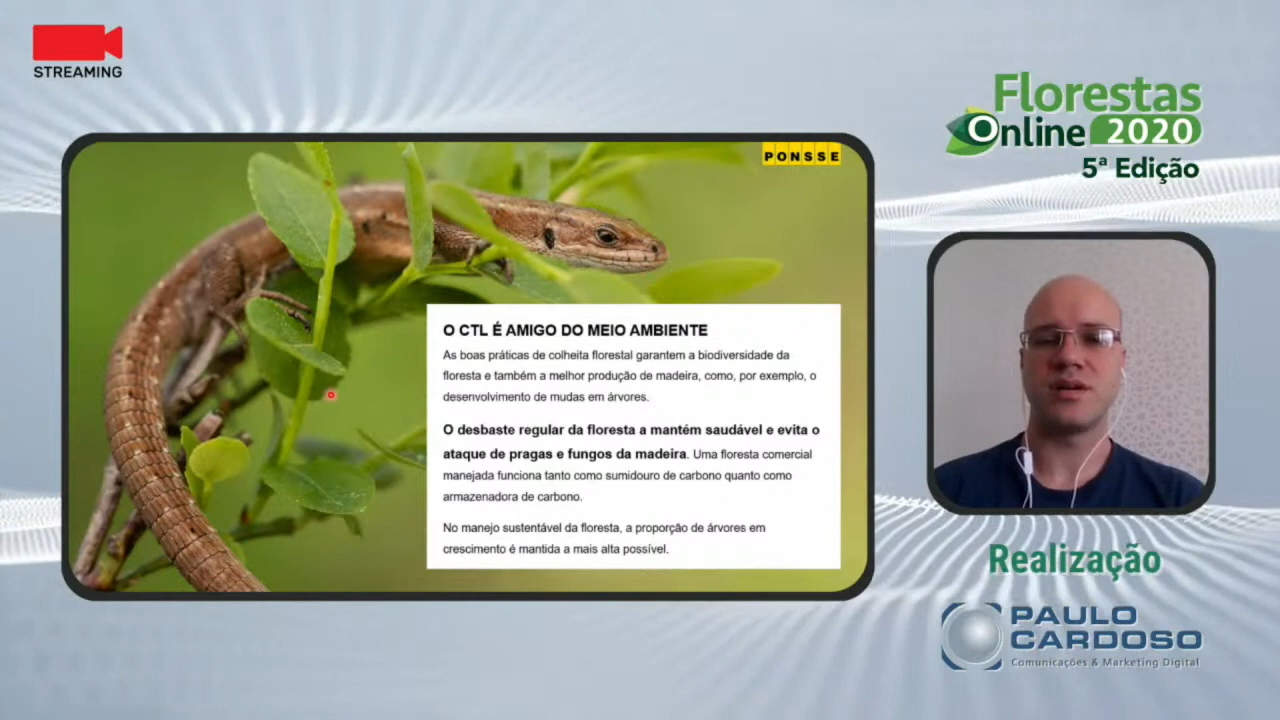 STREAMING
Florestas
Online 2020
5ª Edição
PONSSE
O CTL É AMIGO DO MEIO AMBIENTE
As boas práticas de colheita florestal garantem a biodiversidade da
floresta e também a melhor produção de madeira, como, por exemplo, o
desenvolvimento de mudas em árvores.
O desbaste regular da floresta a mantém saudável e evita o
ataque de pragas e fungos da madeira. Uma floresta comercial
manejada funciona tanto como sumidouro de carbono quanto como
armazenadora de carbono.
No manejo sustentável da floresta, a proporção de árvores em
crescimento é mantida a mais alta possível.
Realização
PAULO
CARDOSO
Comunicações & Marketing Digital